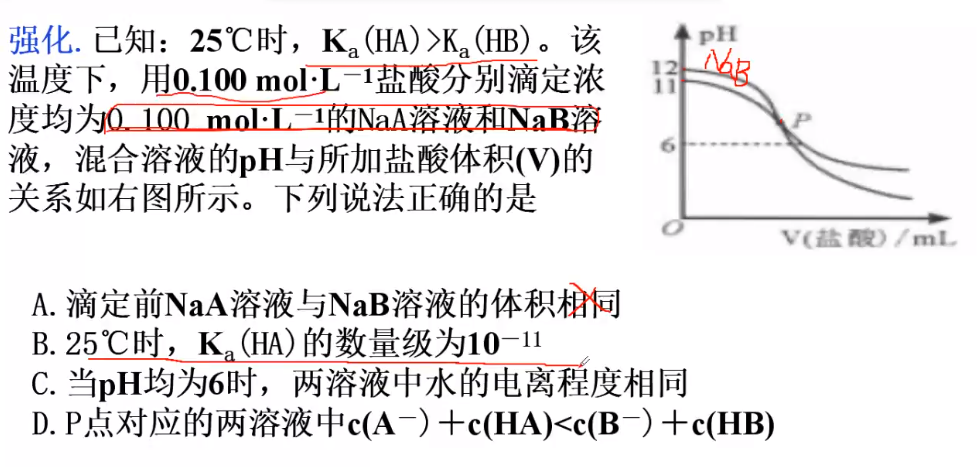 强化. 已知：25℃时，Kₐ(HA)>Kₐ(HB)。该
温度下，用0.100 mol·L⁻¹盐酸分别滴定浓
度均为0.100 mol·L⁻¹的NaA溶液和NaB溶
液，混合溶液的pH与所加盐酸体积(V)的
关系如右图所示。下列说法正确的是
pH
NaB
12
11
P
6
O
V(盐酸)/mL
A. 滴定前NaA溶液与NaB溶液的体积相同
B. 25℃时，Kₐ(HA)的数量级为10⁻¹¹
C. 当pH均为6时，两溶液中水的电离程度相同
D. P点对应的两溶液中c(A⁻)＋c(HA)<c(B⁻)＋c(HB)